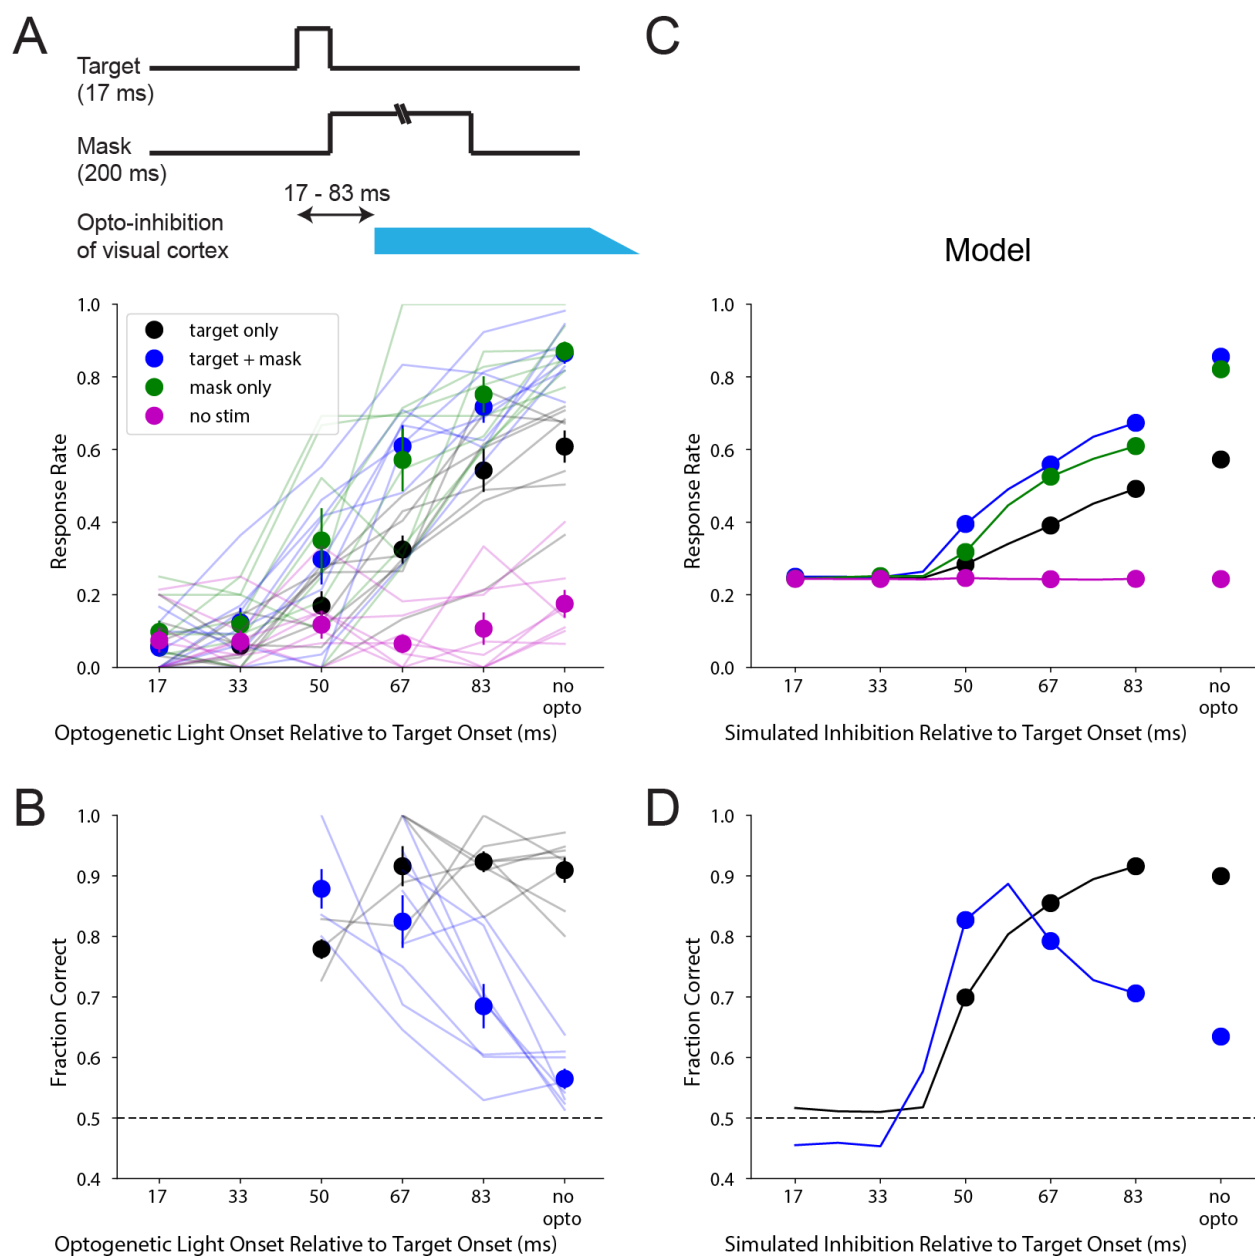 A
Target
(17 ms)
Mask
(200 ms)
17 - 83 ms
Opto-inhibition
of visual cortex
1.0
0.8
0.6
0.4
0.2
0.0
Response Rate
target only
target + mask
mask only
no stim
17
33
50
67
83
no
opto
Optogenetic Light Onset Relative to Target Onset (ms)
C
Model
1.0
0.8
0.6
0.4
0.2
0.0
Response Rate
17
33
50
67
83
no
opto
Simulated Inhibition Relative to Target Onset (ms)
B
1.0
0.9
0.8
0.7
0.6
0.5
0.4
Fraction Correct
17
33
50
67
83
no
opto
Optogenetic Light Onset Relative to Target Onset (ms)
D
1.0
0.9
0.8
0.7
0.6
0.5
0.4
Fraction Correct
17
33
50
67
83
no
opto
Simulated Inhibition Relative to Target Onset (ms)